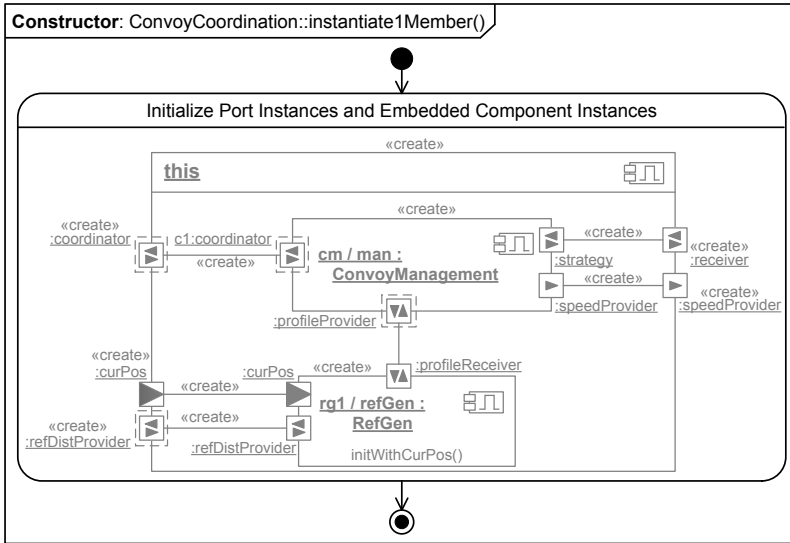 Constructor: ConvoyCoordination::instantiate1Member()
Initialize Port Instances and Embedded Component Instances
«create»
this
«create»
:coordinator
c1:coordinator
«create»
«create»
cm / man :
ConvoyManagement
:strategy
«create»
«create»
:receiver
«create»
:speedProvider
«create»
:speedProvider
:profileProvider
«create»
:curPos
«create»
:curPos
«create»
:profileReceiver
rg1 / refGen :
RefGen
«create»
:refDistProvider
«create»
:refDistProvider
initWithCurPos()